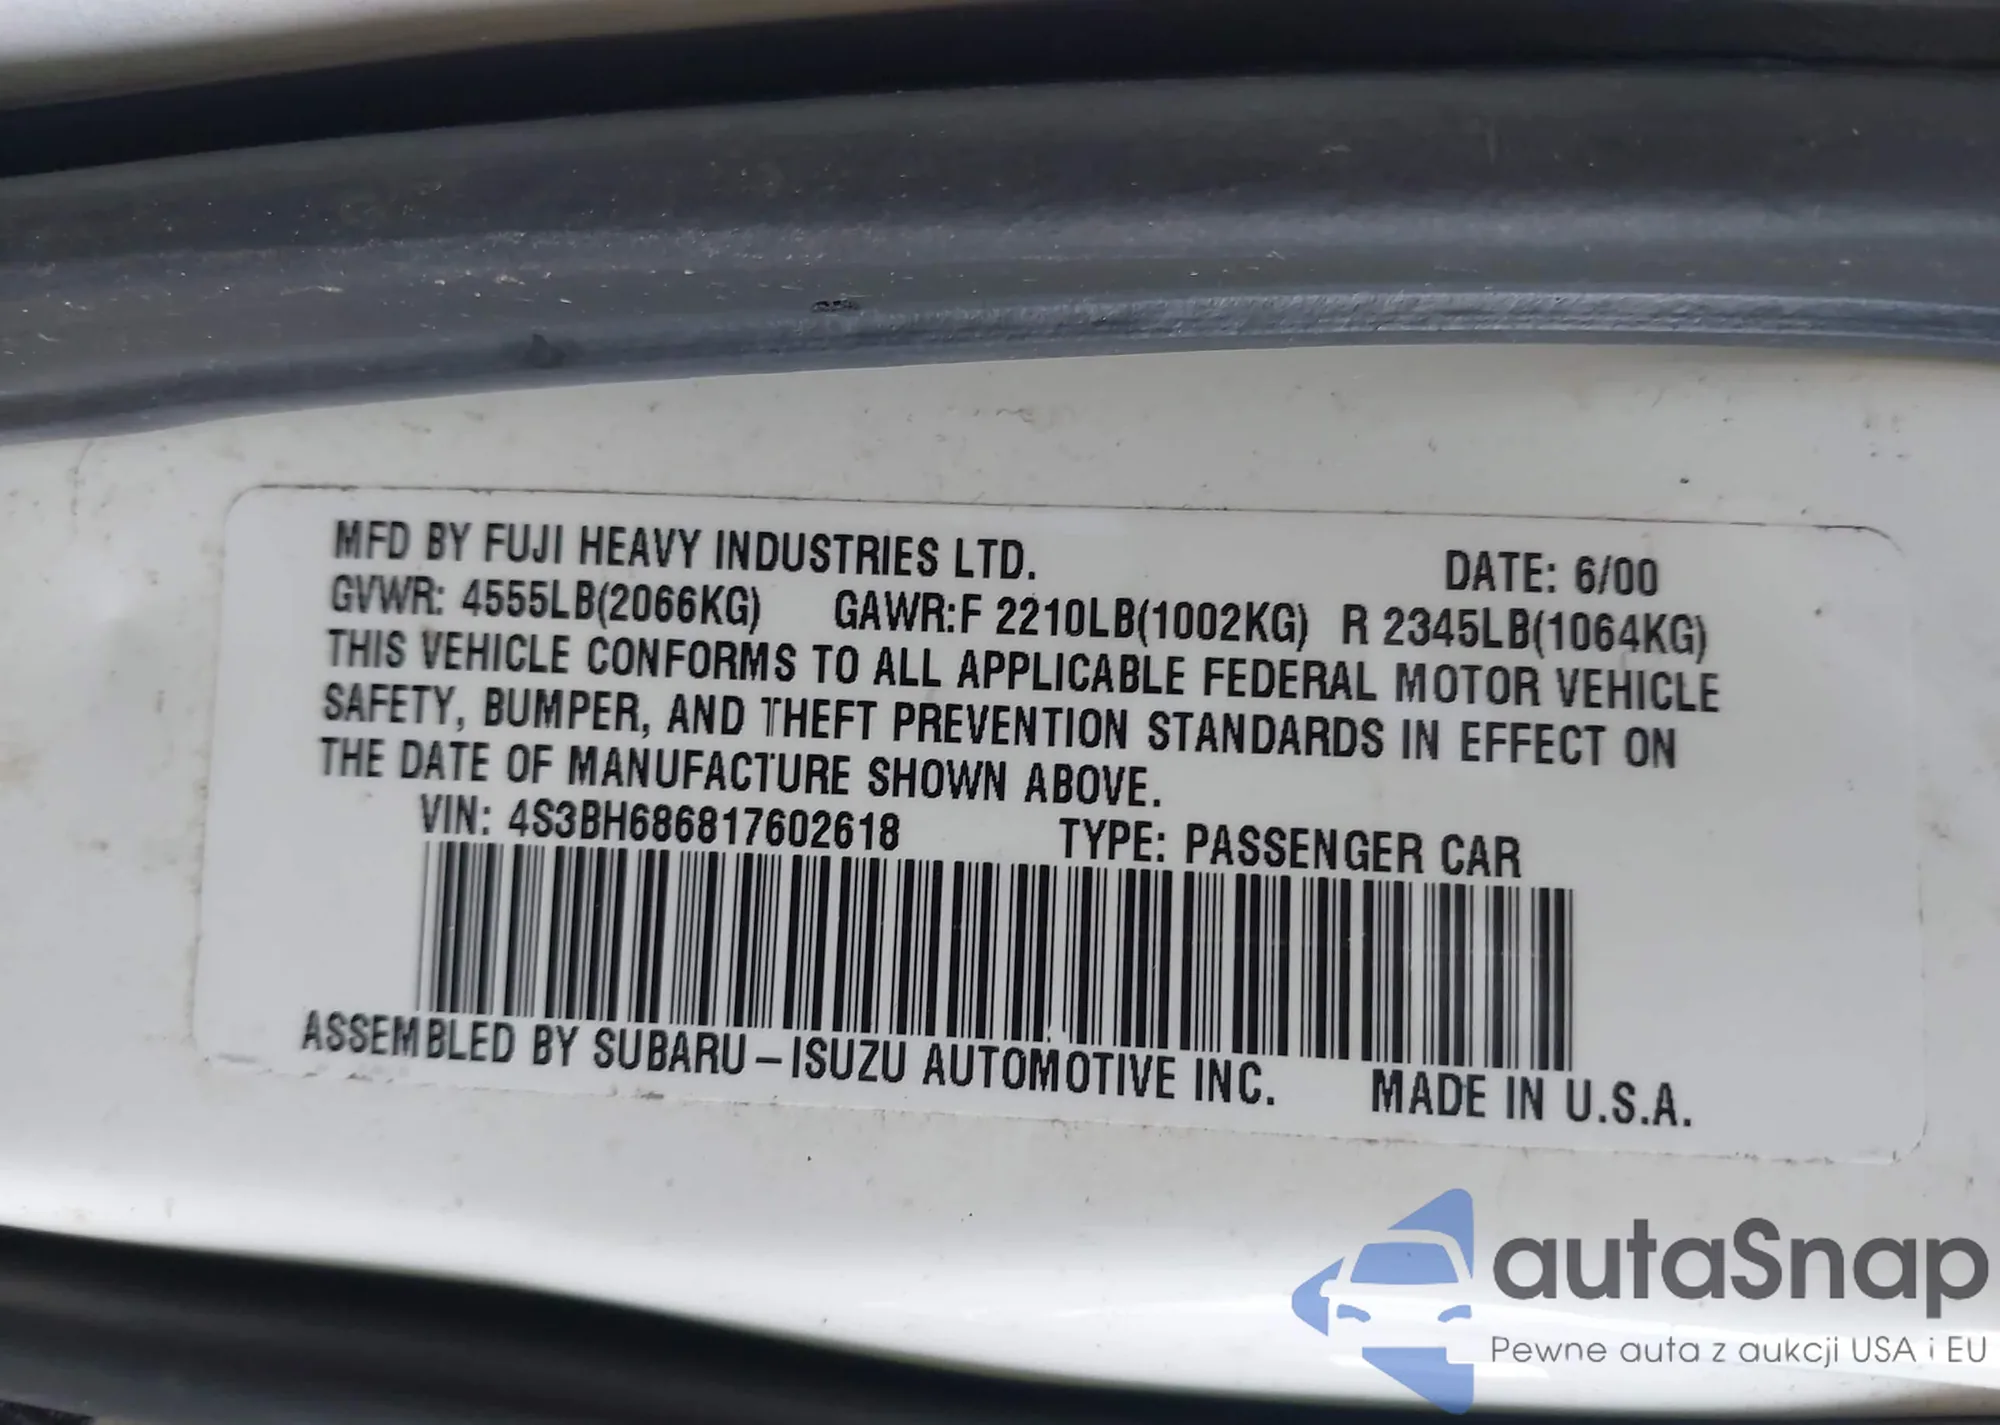 MFD BY FUJI HEAVY INDUSTRIES LTD. DATE: 6/00
GVWR: 4555LB(2066KG) GAWR:F 2210LB(1002KG) R 2345LB(1064KG)
THIS VEHICLE CONFORMS TO ALL APPLICABLE FEDERAL MOTOR VEHICLE
SAFETY, BUMPER, AND THEFT PREVENTION STANDARDS IN EFFECT ON
THE DATE OF MANUFACTURE SHOWN ABOVE.
VIN: 4S3BH686817602618 TYPE: PASSENGER CAR
ASSEMBLED BY SUBARU-ISUZU AUTOMOTIVE INC. MADE IN U.S.A.
autaSnap
Pewne auta z aukcji USA i EU